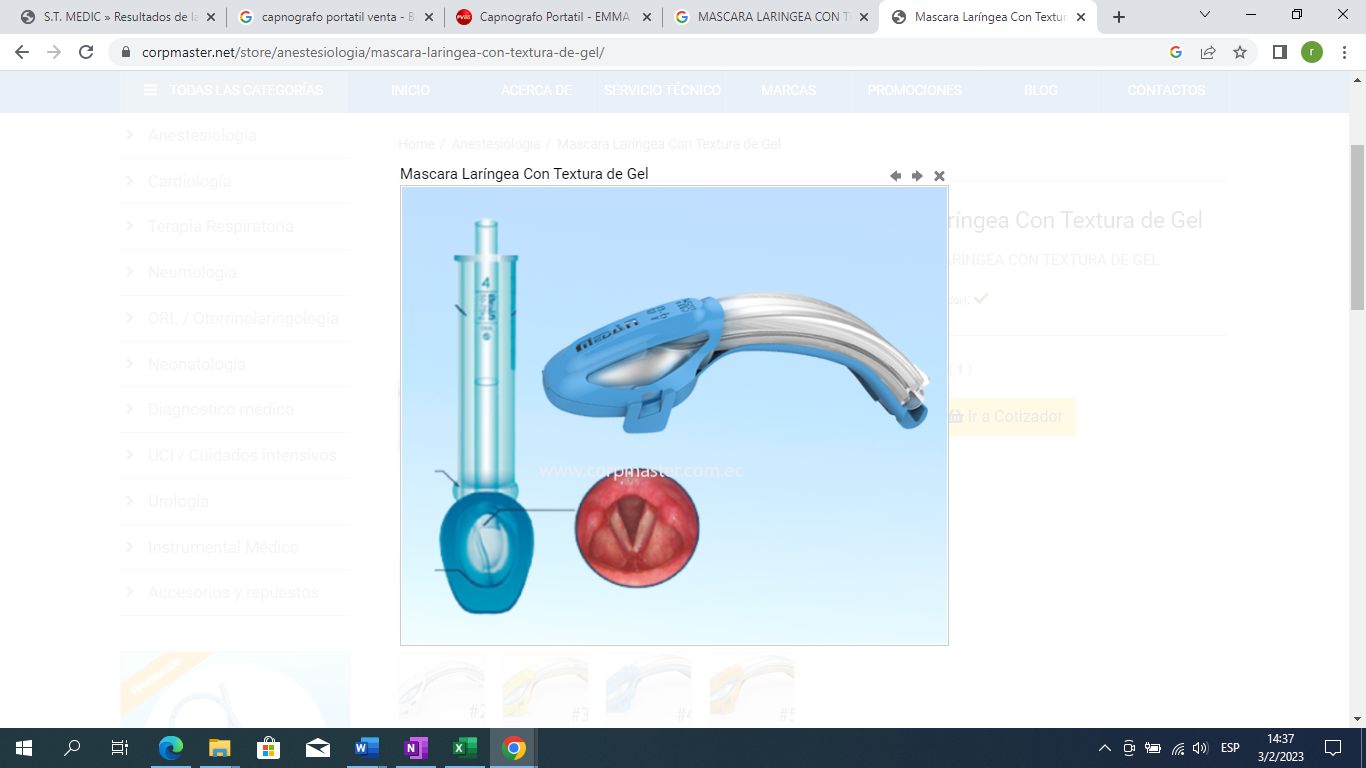 S.T. MEDIC » Resultados de la
capnografo portatil venta - B
Capnografo Portatil - EMMA
MASCARA LARINGEA CON T
Mascara Laríngea Con Textur
corpmaster.net/store/anestesiologia/mascara-laringea-con-textura-de-gel/
r
TODAS LAS CATEGORÍAS
INICIO
ACERCA DE
SERVICIO TÉCNICO
MARCAS
PROMOCIONES
BLOG
CONTACTOS
Anestesiología
Cardiología
Terapia Respiratoria
Neumología
ORL / Otorrinolaringología
Neonatología
Diagnostico médico
UCI / Cuidados intensivos
Urología
Instrumental Médico
Accesorios y repuestos
Promoción
Home / Anestesiología / Mascara Laríngea Con Textura de Gel
Mascara Laríngea Con Textura de Gel
ríngea Con Textura de Gel
ARÍNGEA CON TEXTURA DE GEL
dor):
( 1 )
Ir a Cotizador
4
www.corpmaster.com.ec
#2
#3
#4
#5
ESP
14:37
3/2/2023